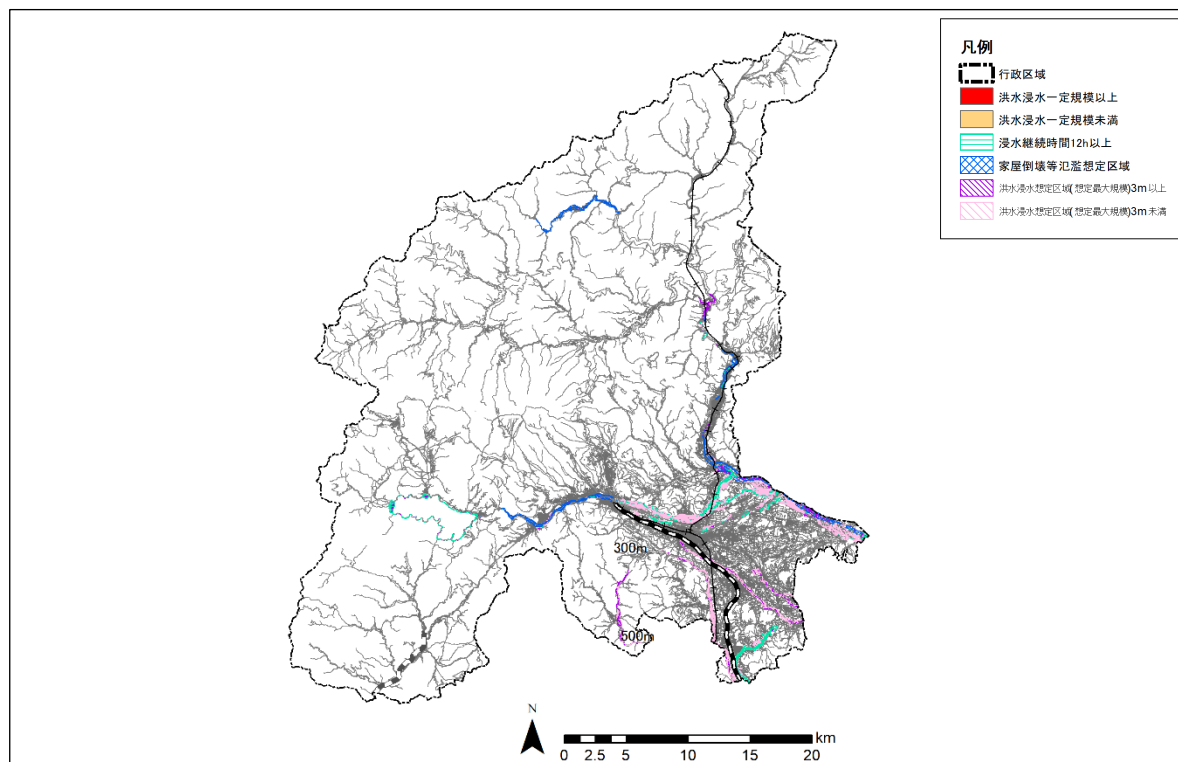 凡例
行政区域
洪水浸水一定規模以上
洪水浸水一定規模未満
浸水継続時間12h以上
家屋倒壊等氾濫想定区域
洪水浸水想定区域(想定最大規模)3m以上
洪水浸水想定区域(想定最大規模)3m未満
300m
500m
N
km
0 2.5 5 10 15 20